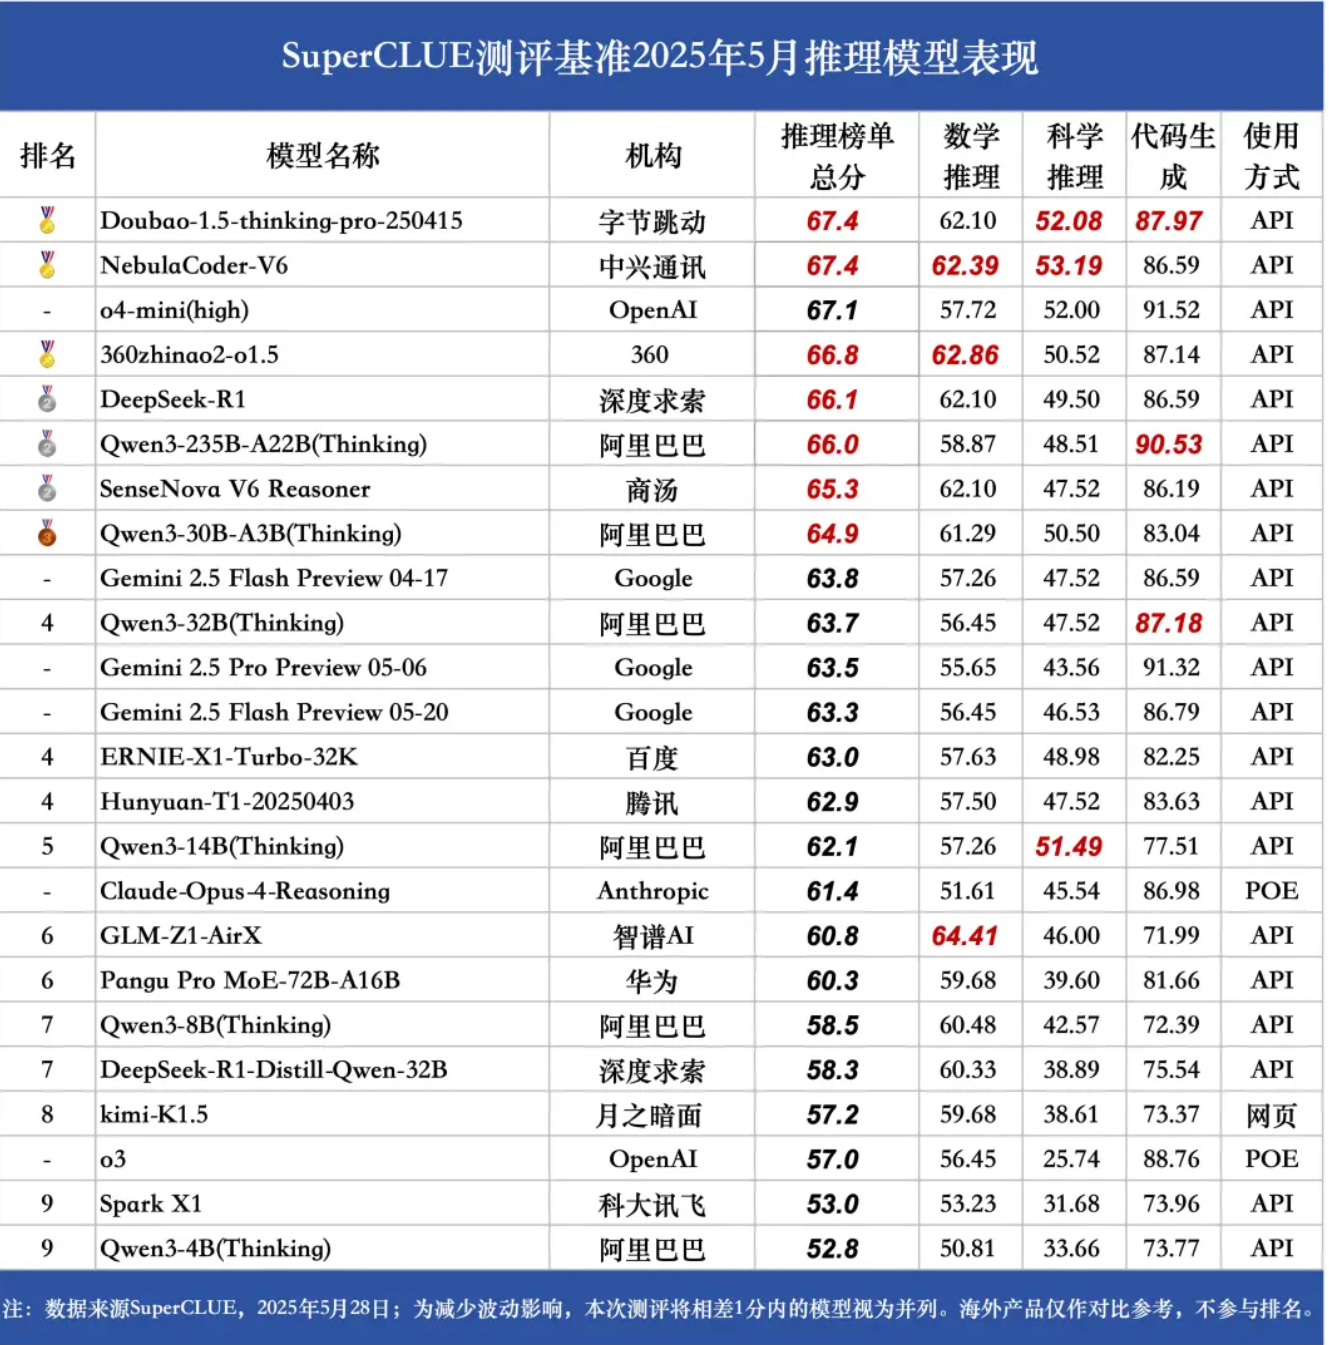 SuperCLUE测评基准2025年5月推理模型表现
排名 模型名称 机构 推理榜单总分 数学推理 科学推理 代码生成 使用方式
Doubao-1.5-thinking-pro-250415 字节跳动 67.4 62.10 52.08 87.97 API
NebulaCoder-V6 中兴通讯 67.4 62.39 53.19 86.59 API
- o4-mini(high) OpenAI 67.1 57.72 52.00 91.52 API
360zhinao2-o1.5 360 66.8 62.86 50.52 87.14 API
2 DeepSeek-R1 深度求索 66.1 62.10 49.50 86.59 API
2 Qwen3-235B-A22B(Thinking) 阿里巴巴 66.0 58.87 48.51 90.53 API
2 SenseNova V6 Reasoner 商汤 65.3 62.10 47.52 86.19 API
3 Qwen3-30B-A3B(Thinking) 阿里巴巴 64.9 61.29 50.50 83.04 API
- Gemini 2.5 Flash Preview 04-17 Google 63.8 57.26 47.52 86.59 API
4 Qwen3-32B(Thinking) 阿里巴巴 63.7 56.45 47.52 87.18 API
- Gemini 2.5 Pro Preview 05-06 Google 63.5 55.65 43.56 91.32 API
- Gemini 2.5 Flash Preview 05-20 Google 63.3 56.45 46.53 86.79 API
4 ERNIE-X1-Turbo-32K 百度 63.0 57.63 48.98 82.25 API
4 Hunyuan-T1-20250403 腾讯 62.9 57.50 47.52 83.63 API
5 Qwen3-14B(Thinking) 阿里巴巴 62.1 57.26 51.49 77.51 API
- Claude-Opus-4-Reasoning Anthropic 61.4 51.61 45.54 86.98 POE
6 GLM-Z1-AirX 智谱AI 60.8 64.41 46.00 71.99 API
6 Pangu Pro MoE-72B-A16B 华为 60.3 59.68 39.60 81.66 API
7 Qwen3-8B(Thinking) 阿里巴巴 58.5 60.48 42.57 72.39 API
7 DeepSeek-R1-Distill-Qwen-32B 深度求索 58.3 60.33 38.89 75.54 API
8 kimi-K1.5 月之暗面 57.2 59.68 38.61 73.37 网页
- o3 OpenAI 57.0 56.45 25.74 88.76 POE
9 Spark X1 科大讯飞 53.0 53.23 31.68 73.96 API
9 Qwen3-4B(Thinking) 阿里巴巴 52.8 50.81 33.66 73.77 API
注：数据来源SuperCLUE，2025年5月28日；为减少波动影响，本次测评将相差1分内的模型视为并列。海外产品仅作对比参考，不参与排名。